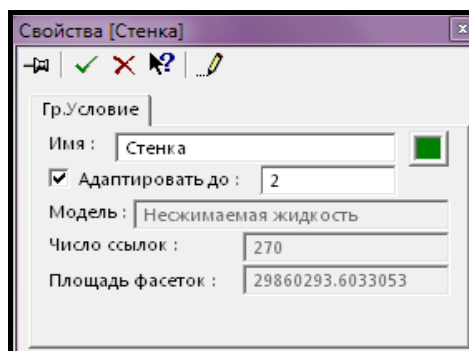 Свойства [Стенка]
Гр.Условие
Имя : Стенка
Адаптировать до : 2
Модель : Несжимаемая жидкость
Число ссылок : 270
Площадь фасеток : 29860293.6033053